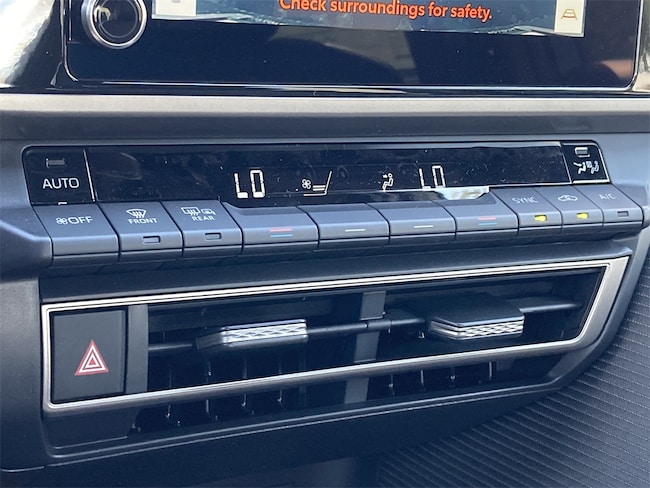 Check surroundings for safety.
AUTO
LO
LO
OFF
FRONT
REAR
SYNC
A/C